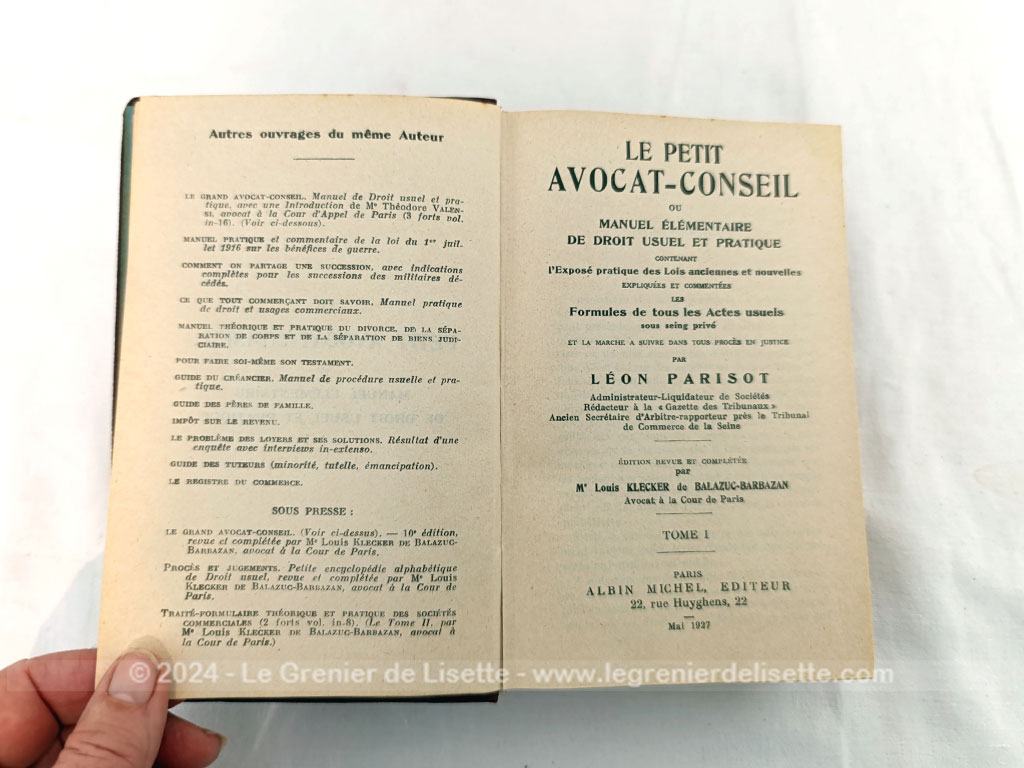 Autres ouvrages du même Auteur
LE GRAND AVOCAT-CONSEIL. Manuel de Droit usuel et pra-
tique, avec une Introduction de Me Théodore VALEN-
SI, avocat à la Cour d'Appel de Paris (3 forts vol.
in-16). (Voir ci-dessous).
MANUEL PRATIQUE et commentaire de la loi du 1er juil.
let 1916 sur les bénéfices de guerre.
COMMENT ON PARTAGE UNE SUCCESSION, avec indications
complètes pour les successions des militaires dé-
cédés.
CE QUE TOUT COMMERÇANT DOIT SAVOIR. Manuel pratique
de droit et usages commerciaux.
MANUEL THÉORIQUE ET PRATIQUE DU DIVORCE, DE LA SÉPA-
RATION DE CORPS ET DE LA SÉPARATION DE BIENS JUDI-
CIAIRE.
POUR FAIRE SOI-MÊME SON TESTAMENT.
GUIDE DU CRÉANCIER. Manuel de procédure usuelle et pra-
tique.
GUIDE DES PÈRES DE FAMILLE.
IMPÔT SUR LE REVENU.
LE PROBLÈME DES LOYERS ET SES SOLUTIONS. Résultat d'une
enquête avec interviews in-extenso.
GUIDE DES TUTEURS (minorité, tutelle, émancipation).
LE REGISTRE DU COMMERCE.
SOUS PRESSE :
LE GRAND AVOCAT-CONSEIL. (Voir ci-dessus). — 10e édition,
revue et complétée par Me Louis KLECKER DE BALAZUC-
BARBAZAN, avocat à la Cour de Paris.
PROCÈS ET JUGEMENTS. Petite encyclopédie alphabétique
de Droit usuel, revue et complétée par Me Louis
KLECKER DE BALAZUC-BARBAZAN, avocat à la Cour de
Paris.
TRAITÉ-FORMULAIRE THÉORIQUE ET PRATIQUE DES SOCIÉTÉS
COMMERCIALES (2 forts vol. in-8). (Le Tome II, par
Me Louis KLECKER DE BALAZUC-BARBAZAN, avocat à
la Cour de Paris.)
LE PETIT
AVOCAT-CONSEIL
OU
MANUEL ÉLÉMENTAIRE
DE DROIT USUEL ET PRATIQUE
CONTENANT
l'Exposé pratique des Lois anciennes et nouvelles
EXPLIQUÉES ET COMMENTÉES
LES
Formules de tous les Actes usuels
sous seing privé
ET LA MARCHE A SUIVRE DANS TOUS PROCÈS EN JUSTICE
PAR
LÉON PARISOT
Administrateur-Liquidateur de Sociétés
Rédacteur à la « Gazette des Tribunaux »
Ancien Secrétaire d'Arbitre-rapporteur près le Tribunal
de Commerce de la Seine
ÉDITION REVUE ET COMPLÉTÉE
par
Me Louis KLECKER de BALAZUC-BARBAZAN
Avocat à la Cour de Paris
TOME I
PARIS
ALBIN MICHEL, EDITEUR
22, rue Huyghens, 22
Mai 1927
© 2024 - Le Grenier de Lisette - www.legrenierdelisette.com